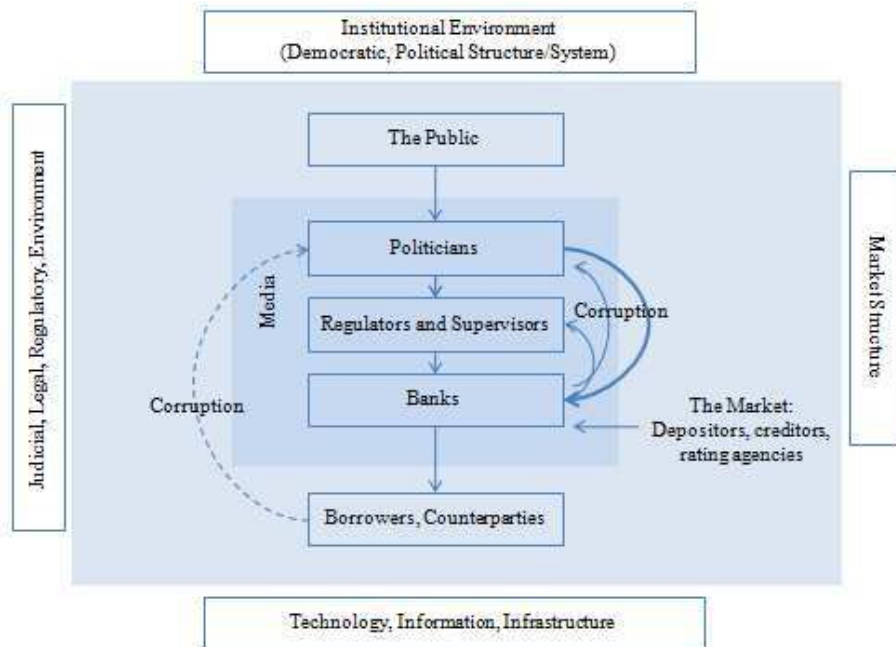 Institutional Environment
(Democratic, Political Structure/System)
Judicial, Legal, Regulatory, Environment
The Public
Politicians
Media
Regulators and Supervisors
Corruption
Banks
Corruption
The Market:
Depositors, creditors,
rating agencies
Borrowers, Counterparties
Market Structure
Technology, Information, Infrastructure